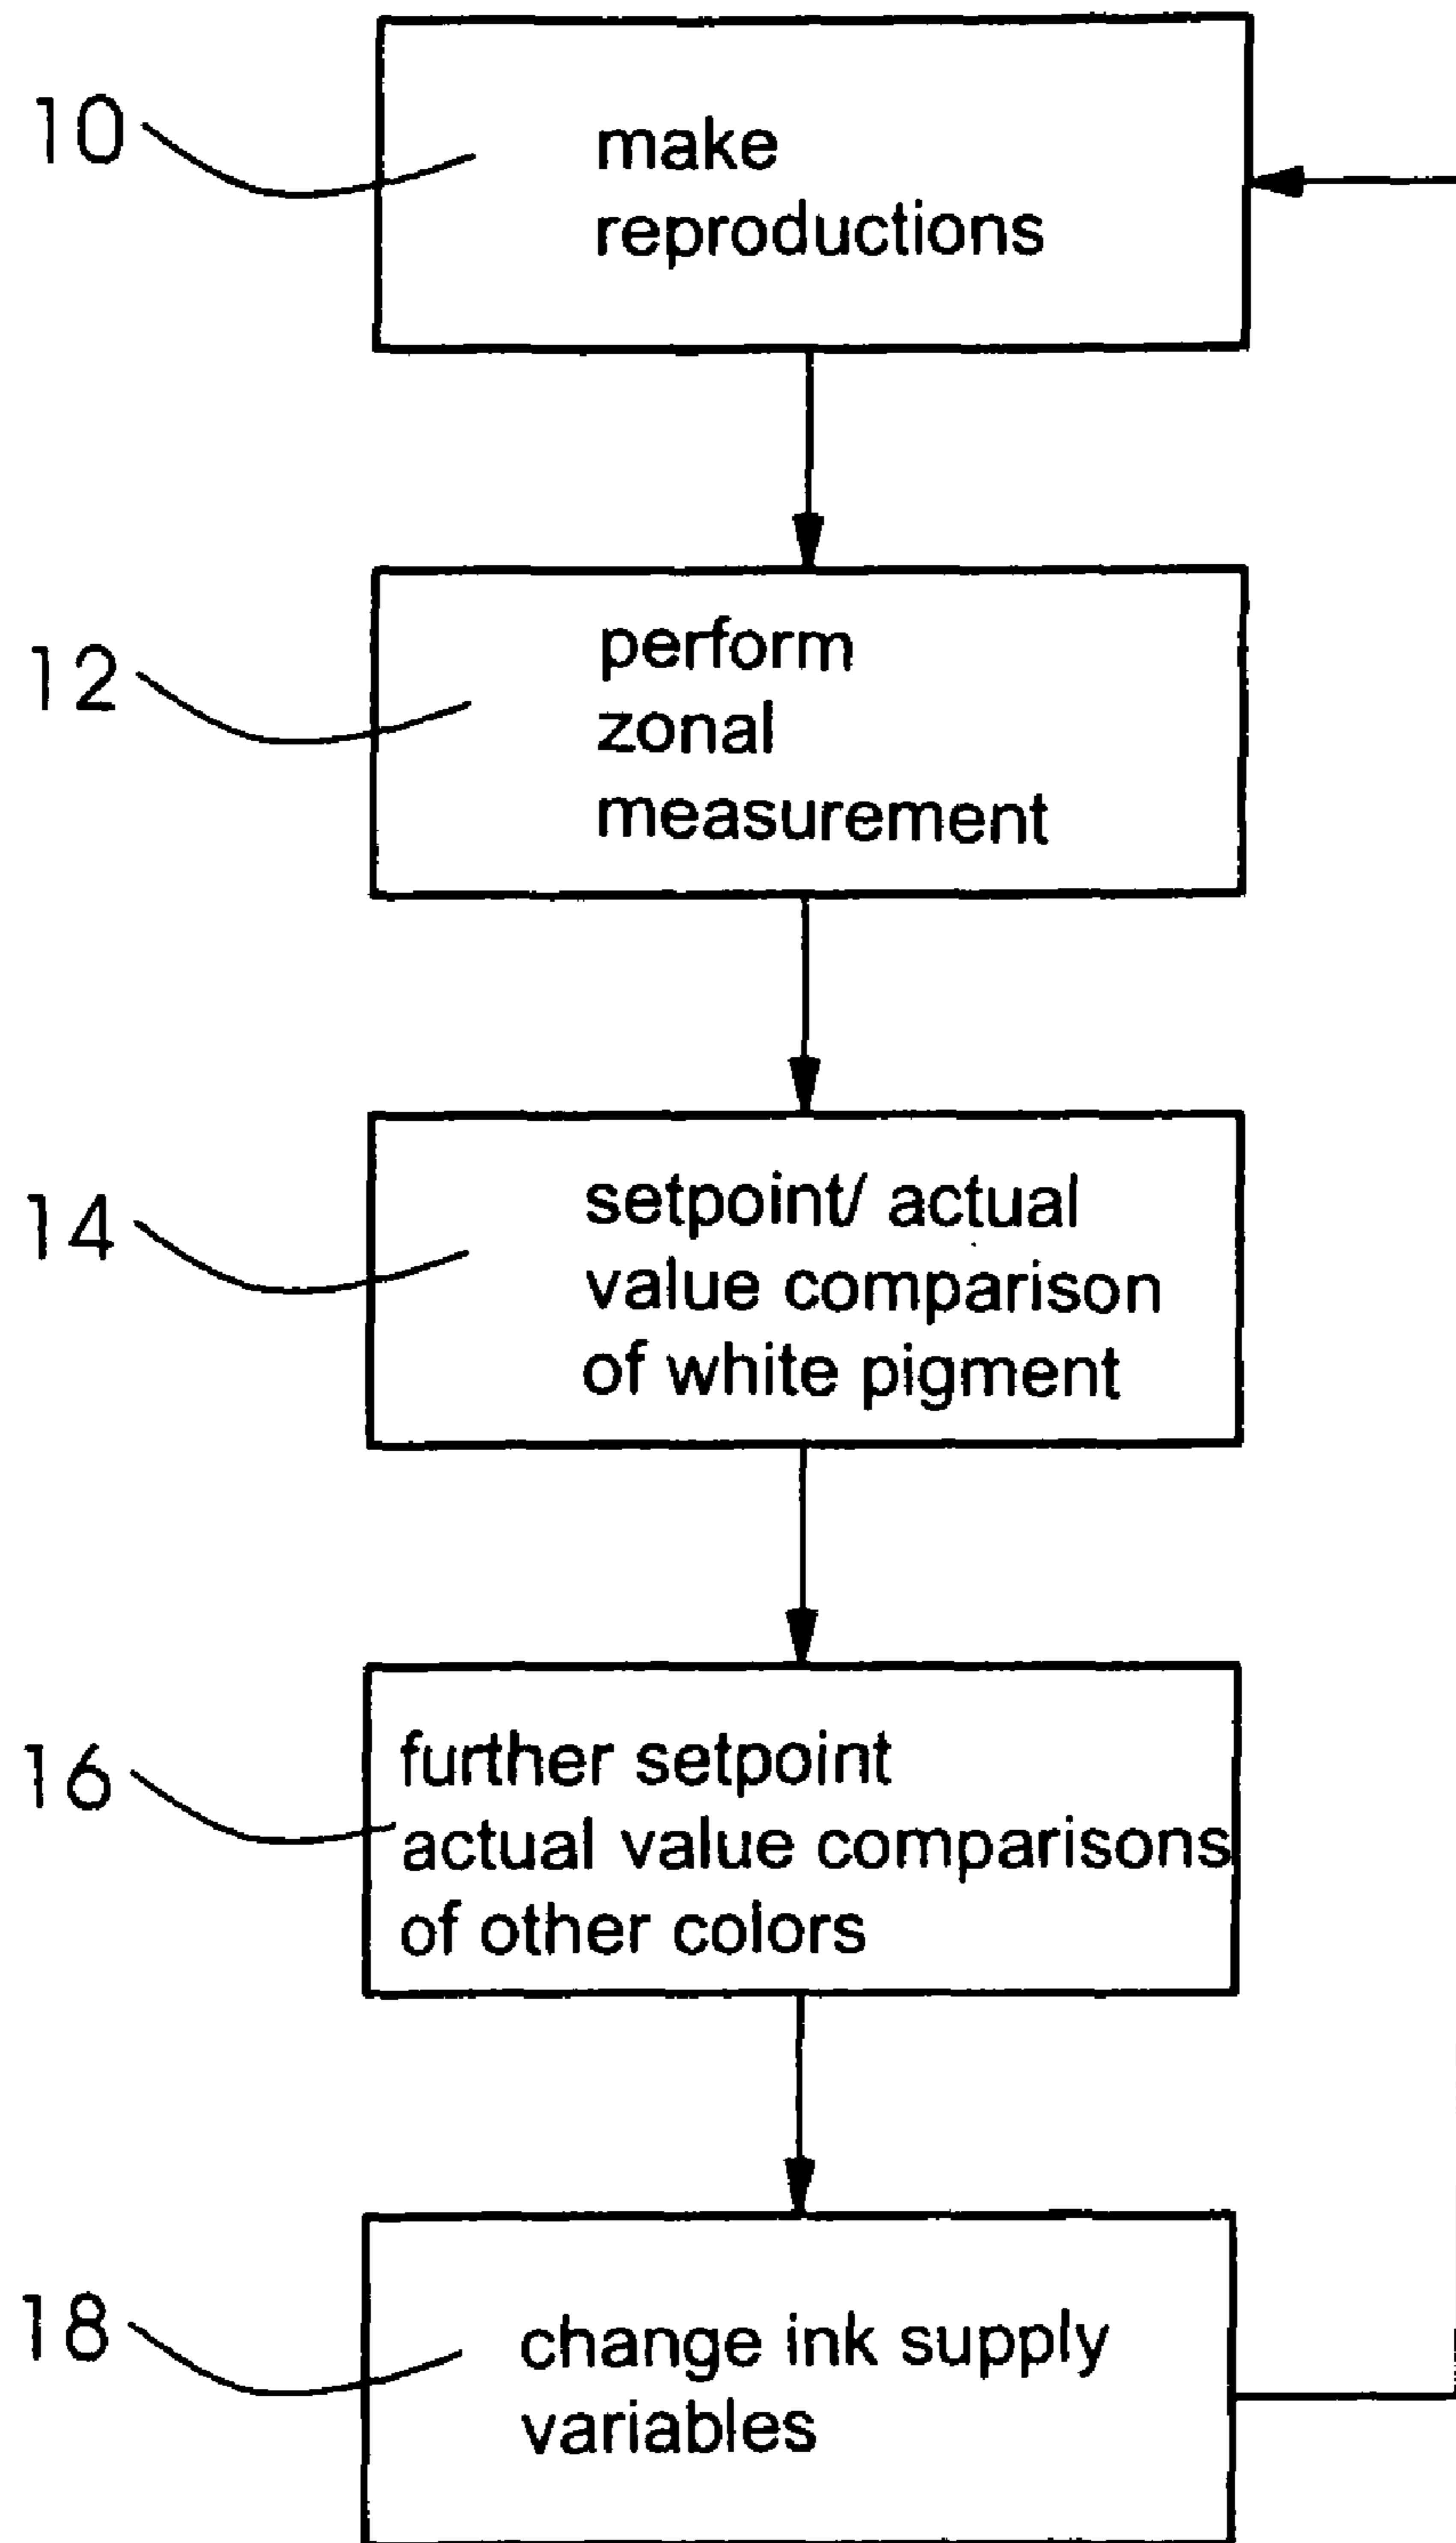 10
make
reproductions
12
perform
zonal
measurement
14
setpoint/ actual
value comparison
of white pigment
16
further setpoint
actual value comparisons
of other colors
18
change ink supply
variables